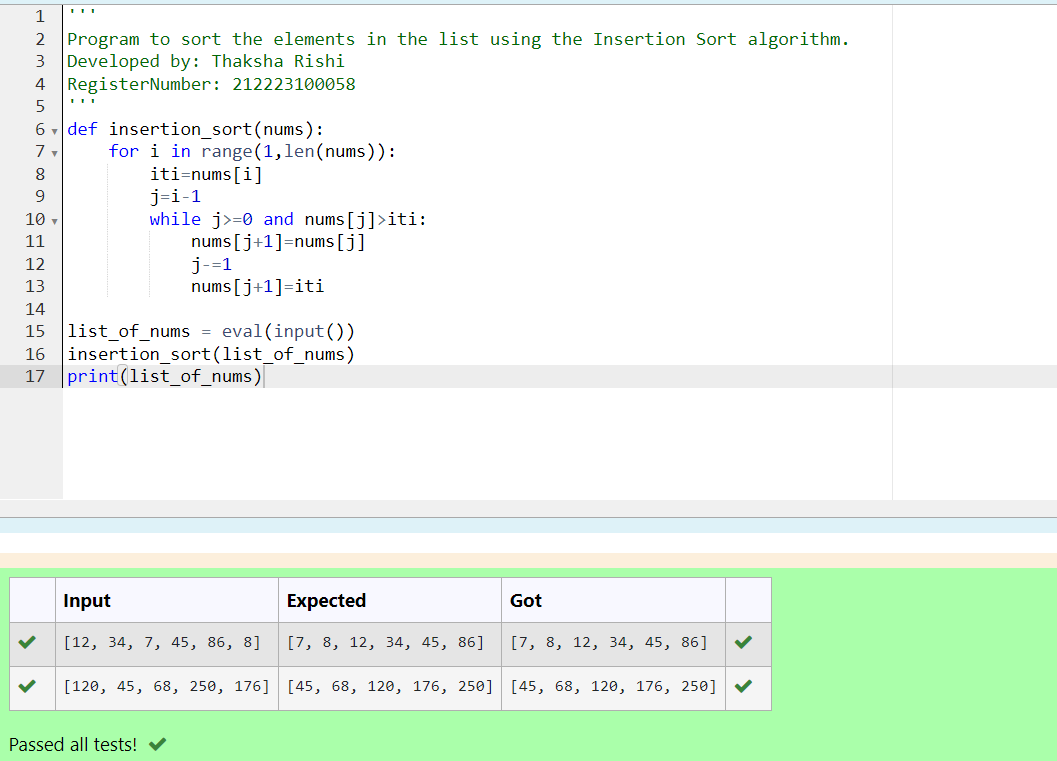 1 '''
2 Program to sort the elements in the list using the Insertion Sort algorithm.
3 Developed by: Thaksha Rishi
4 RegisterNumber: 212223100058
5 '''
6 def insertion_sort(nums):
7     for i in range(1,len(nums)):
8         iti=nums[i]
9         j=i-1
10         while j>=0 and nums[j]>iti:
11             nums[j+1]=nums[j]
12             j-=1
13             nums[j+1]=iti
14
15 list_of_nums = eval(input())
16 insertion_sort(list_of_nums)
17 print(list_of_nums)
Input Expected Got
[12, 34, 7, 45, 86, 8] [7, 8, 12, 34, 45, 86] [7, 8, 12, 34, 45, 86]
[120, 45, 68, 250, 176] [45, 68, 120, 176, 250] [45, 68, 120, 176, 250]
Passed all tests!